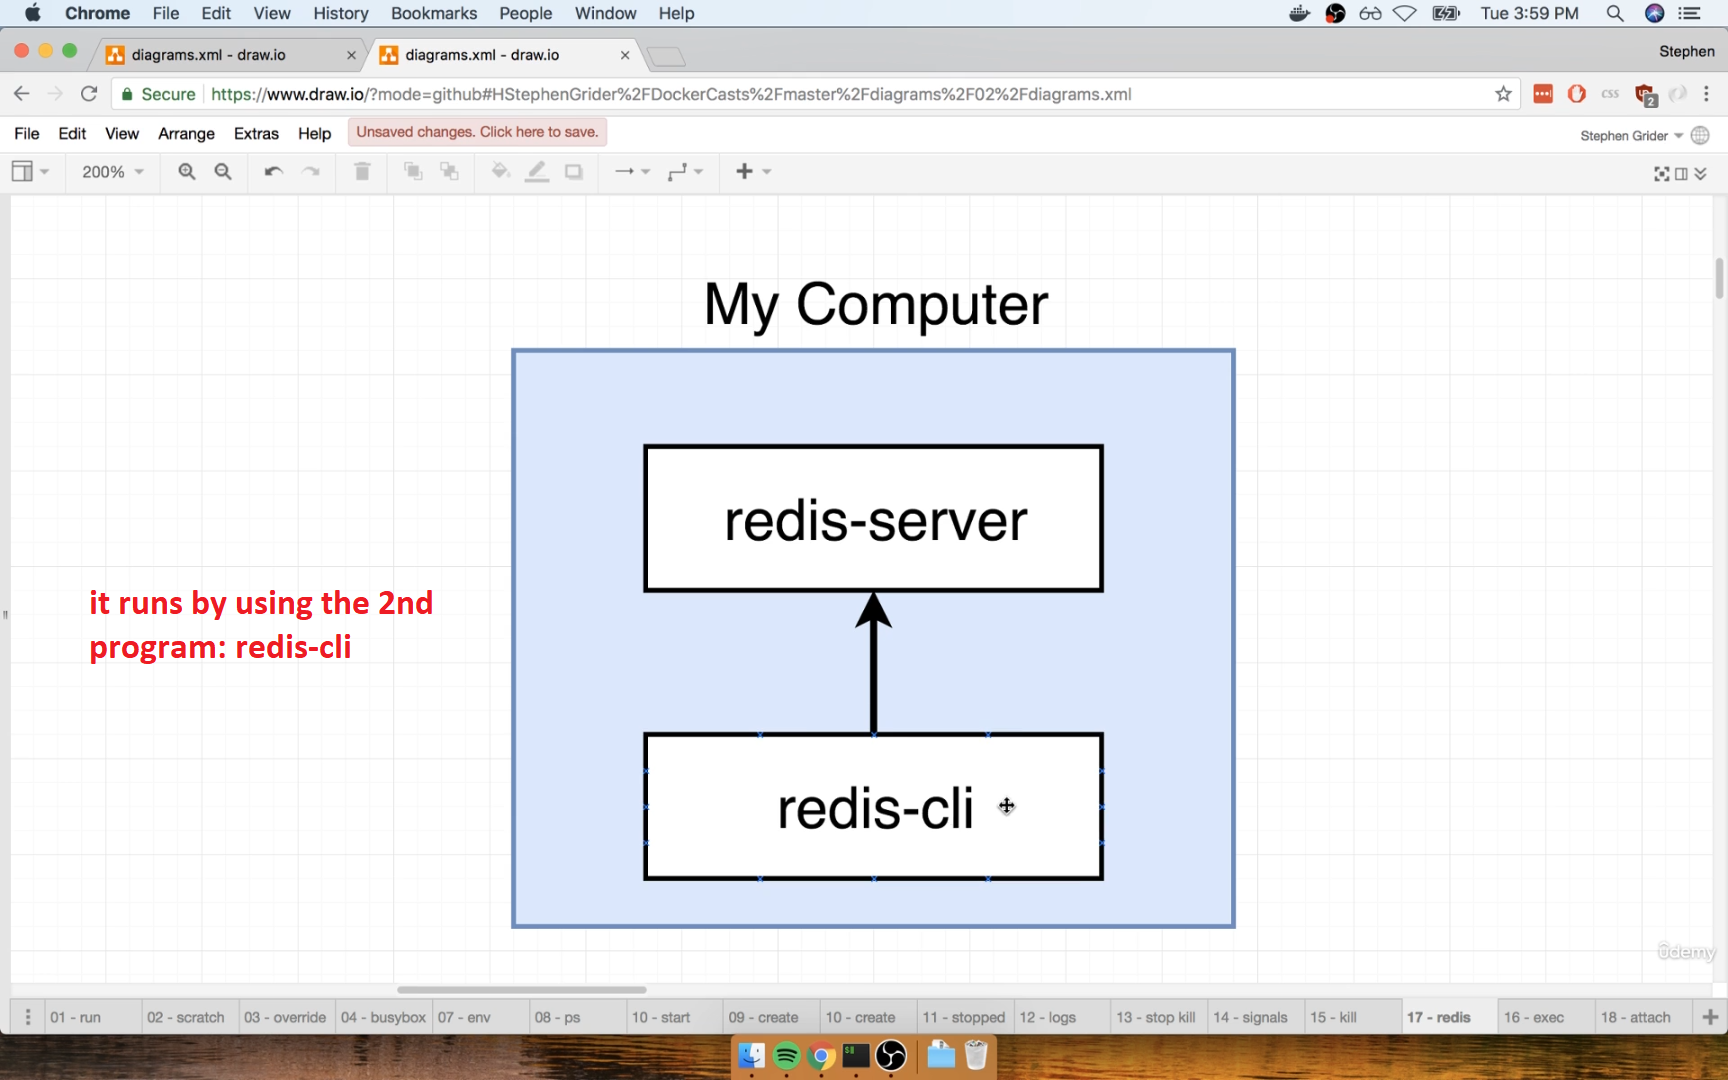 Chrome File Edit View History Bookmarks People Window Help Tue 3:59 PM
diagrams.xml - draw.io diagrams.xml - draw.io Stephen
Secure https://www.draw.io/?mode=github#HStephenGrider%2FDockerCasts%2Fmaster%2Fdiagrams%2F02%2Fdiagrams.xml CSS 2
File Edit View Arrange Extras Help Unsaved changes. Click here to save. Stephen Grider
200%
My Computer
redis-server
it runs by using the 2nd
program: redis-cli
redis-cli
ûdemy
01 - run 02 - scratch 03 - override 04 - busybox 07 - env 08 - ps 10 - start 09 - create 10 - create 11 - stopped 12 - logs 13 - stop kill 14 - signals 15 - kill 17 - redis 16 - exec 18 - attach